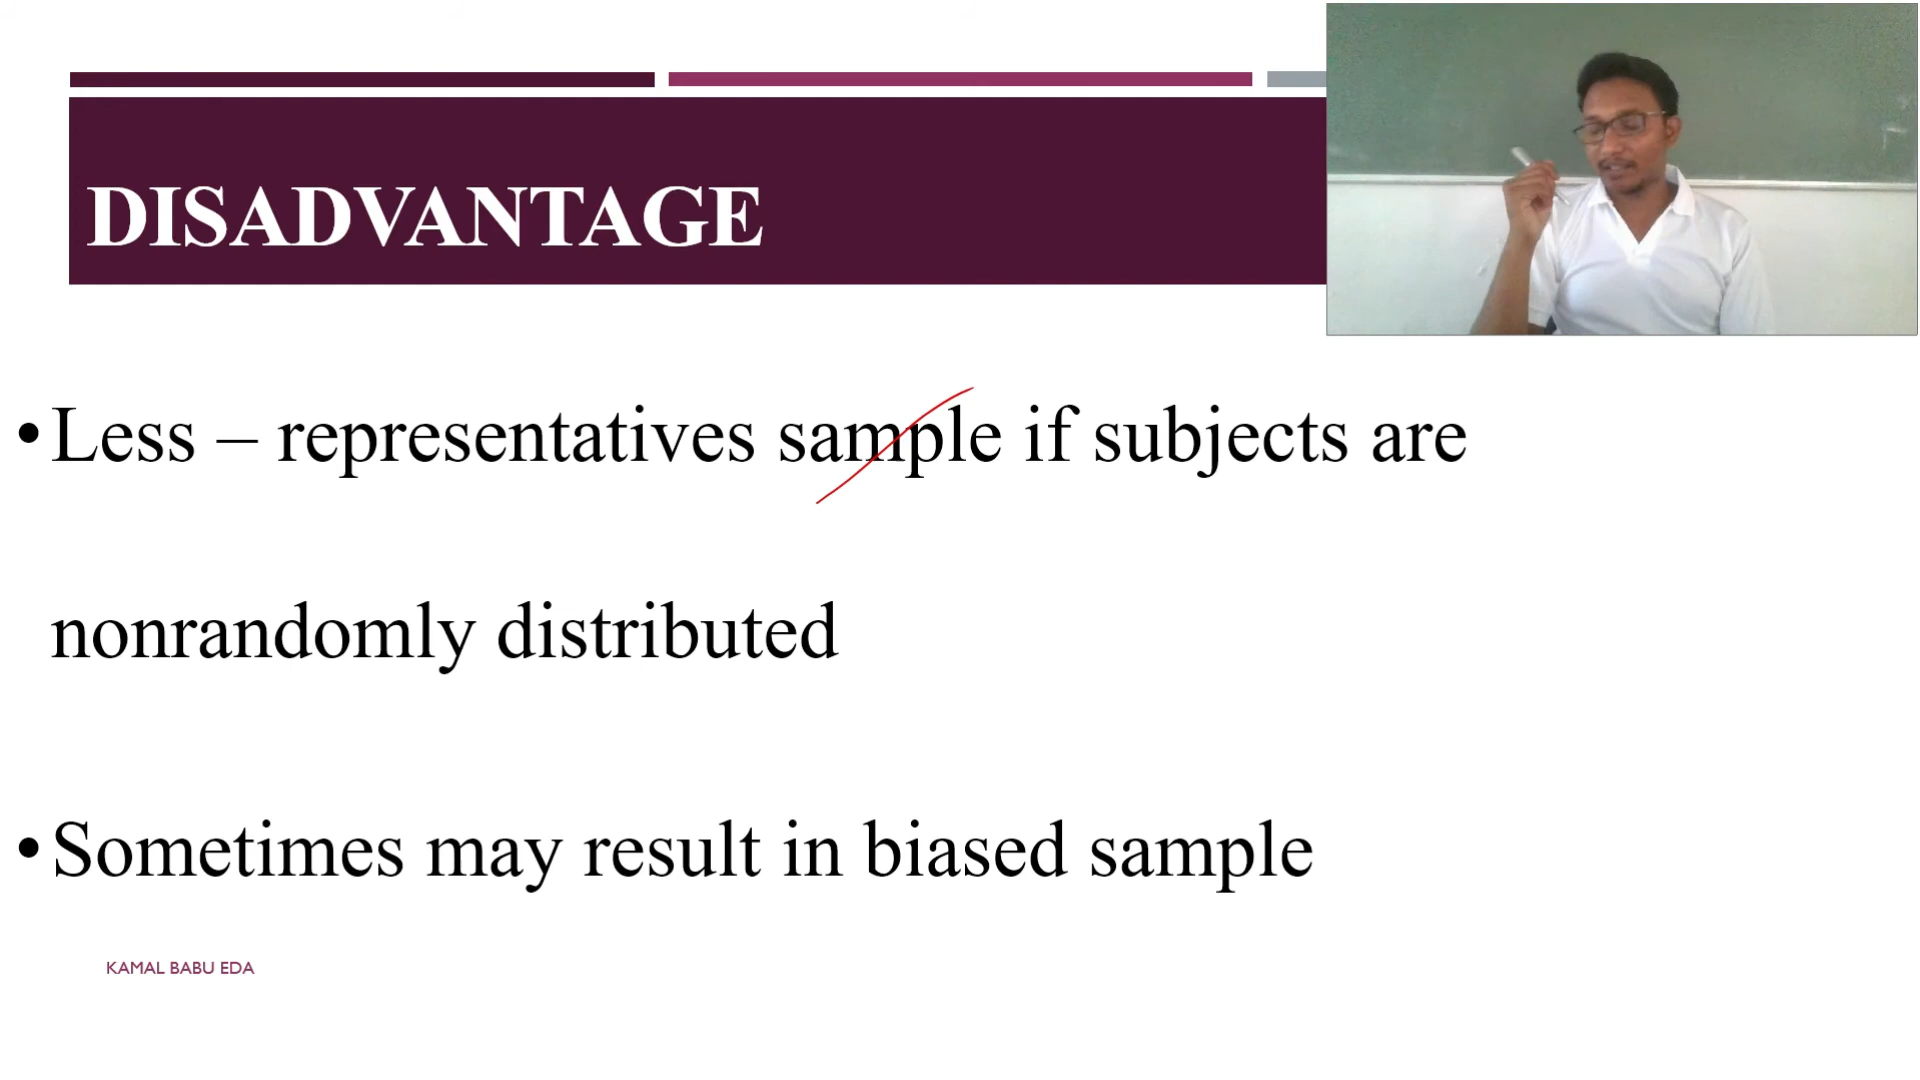 DISADVANTAGE
•Less – representatives sample if subjects are
nonrandomly distributed
•Sometimes may result in biased sample
KAMAL BABU EDA